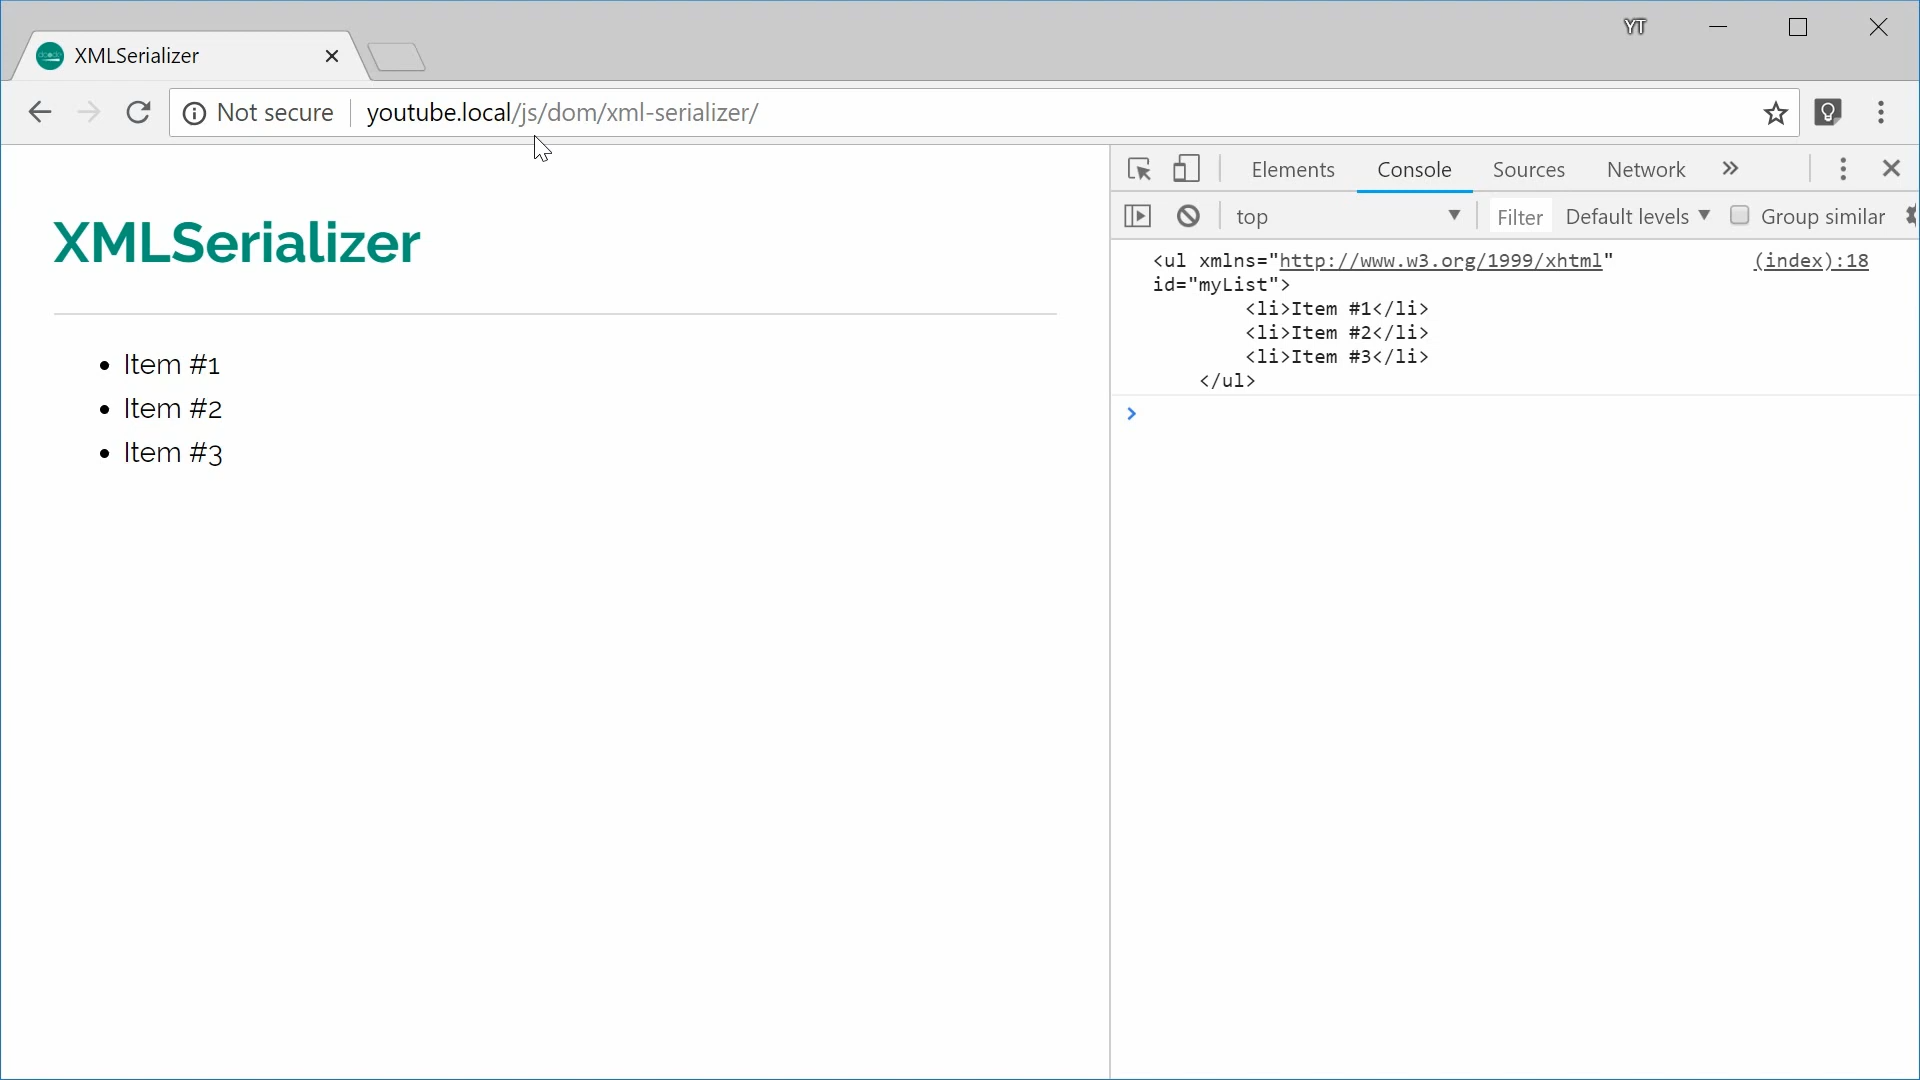 YT
XMLSerializer
Not secure
youtube.local/js/dom/xml-serializer/
XMLSerializer
Item #1
Item #2
Item #3
Elements Console Sources Network
top Filter Default levels Group similar
<ul xmlns="http://www.w3.org/1999/xhtml" (index):18
id="myList">
<li>Item #1</li>
<li>Item #2</li>
<li>Item #3</li>
</ul>